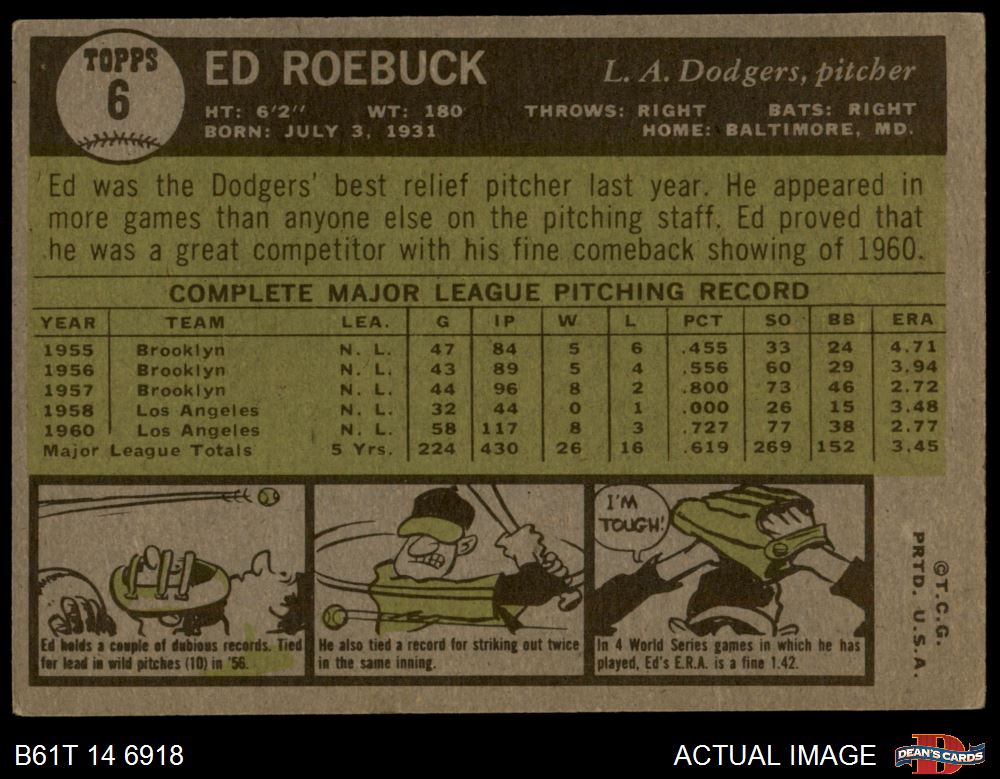 TOPPS
6
ED ROEBUCK
L. A. Dodgers, pitcher
HT: 6'2" WT: 180 THROWS: RIGHT BATS: RIGHT
BORN: JULY 3, 1931 HOME: BALTIMORE, MD.
Ed was the Dodgers' best relief pitcher last year. He appeared in
more games than anyone else on the pitching staff. Ed proved that
he was a great competitor with his fine comeback showing of 1960.
COMPLETE MAJOR LEAGUE PITCHING RECORD
YEAR TEAM LEA. G IP W L PCT SO BB ERA
1955 Brooklyn N. L. 47 84 5 6 .455 33 24 4.71
1956 Brooklyn N. L. 43 89 5 4 .556 60 29 3.94
1957 Brooklyn N. L. 44 96 8 2 .800 73 46 2.72
1958 Los Angeles N. L. 32 44 0 1 .000 26 15 3.48
1960 Los Angeles N. L. 58 117 8 3 .727 77 38 2.77
Major League Totals 5 Yrs. 224 430 26 16 .619 269 152 3.45
Ed holds a couple of dubious records. Tied
for lead in wild pitches (10) in '56.
He also tied a record for striking out twice
in the same inning.
I'M
TOUGH!
In 4 World Series games in which he has
played, Ed's E.R.A. is a fine 1.42.
©T.C.G.
PRTD. U.S.A.
B61T 14 6918
ACTUAL IMAGE
DEAN'S CARDS